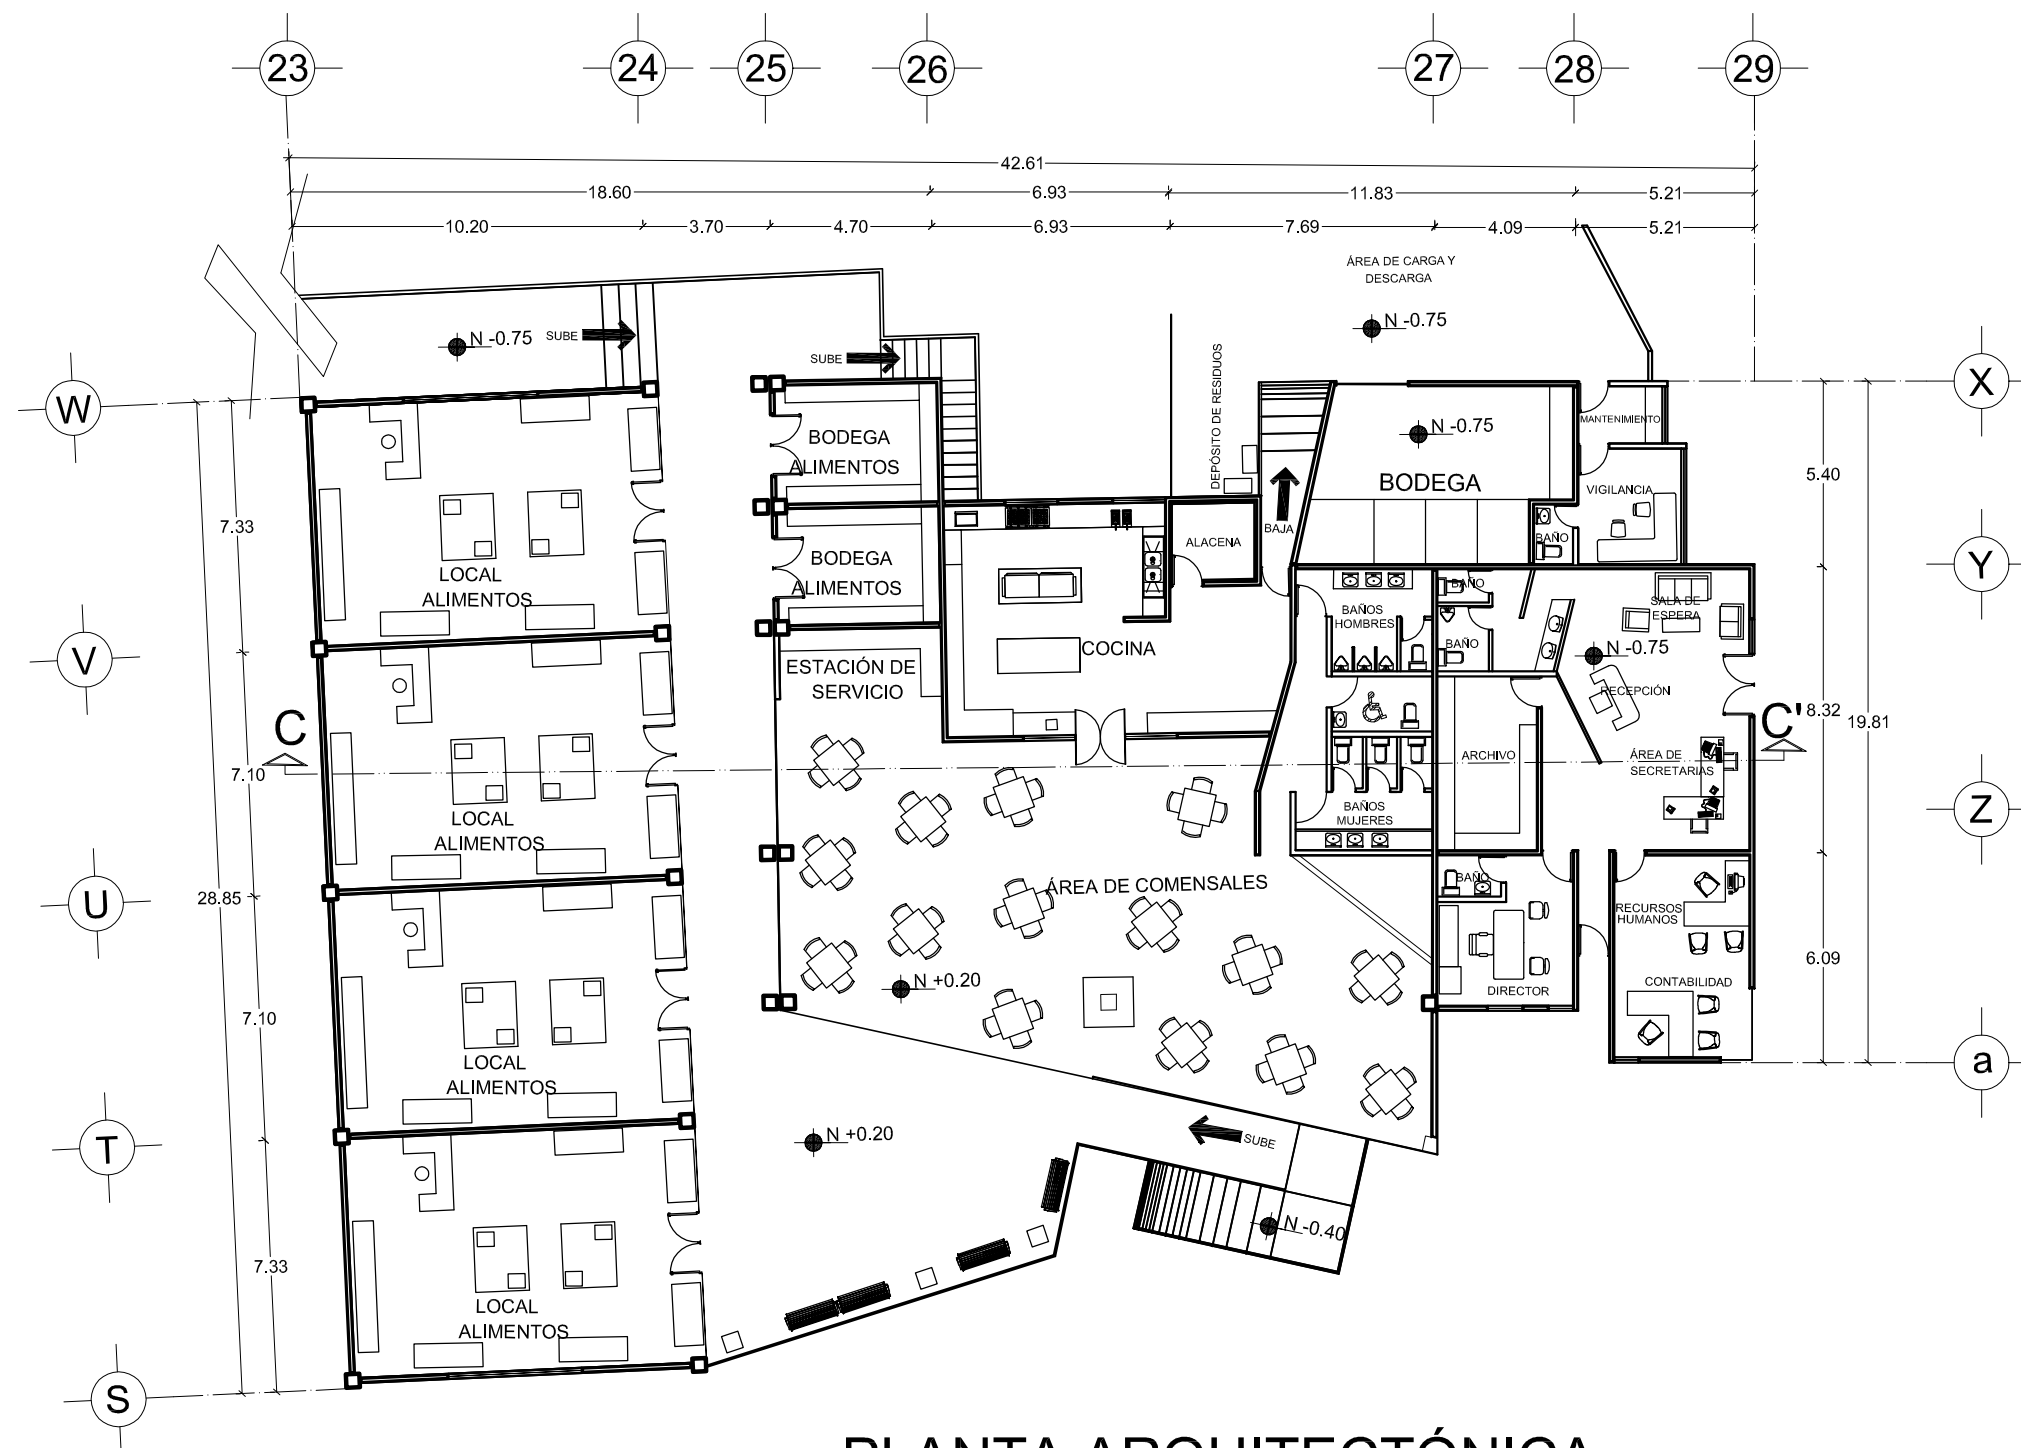 23
24
25
26
27
28
29
42.61
18.60
6.93
11.83
5.21
10.20
3.70
4.70
6.93
7.69
4.09
5.21
ÁREA DE CARGA Y
DESCARGA
N -0.75
SUBE
N -0.75
SUBE
DEPÓSITO DE RESIDUOS
W
X
BODEGA
ALIMENTOS
N -0.75
BODEGA
MANTENIMIENTO
5.40
VIGILANCIA
7.33
BAJA
BAÑO
ALACENA
Y
BODEGA
ALIMENTOS
LOCAL
ALIMENTOS
BAÑOS
HOMBRES
BAÑO
BAÑO
SALA DE
ESPERA
N -0.75
V
COCINA
ESTACIÓN DE
SERVICIO
RECEPCIÓN
C
C'
8.32
19.81
ARCHIVO
ÁREA DE
SECRETARIAS
7.10
LOCAL
ALIMENTOS
BAÑOS
MUJERES
Z
ÁREA DE COMENSALES
BAÑO
28.85
U
RECURSOS
HUMANOS
6.09
N +0.20
DIRECTOR
CONTABILIDAD
7.10
LOCAL
ALIMENTOS
a
N +0.20
SUBE
T
N -0.40
7.33
LOCAL
ALIMENTOS
S
PLANTA ARQUITECTÓNICA